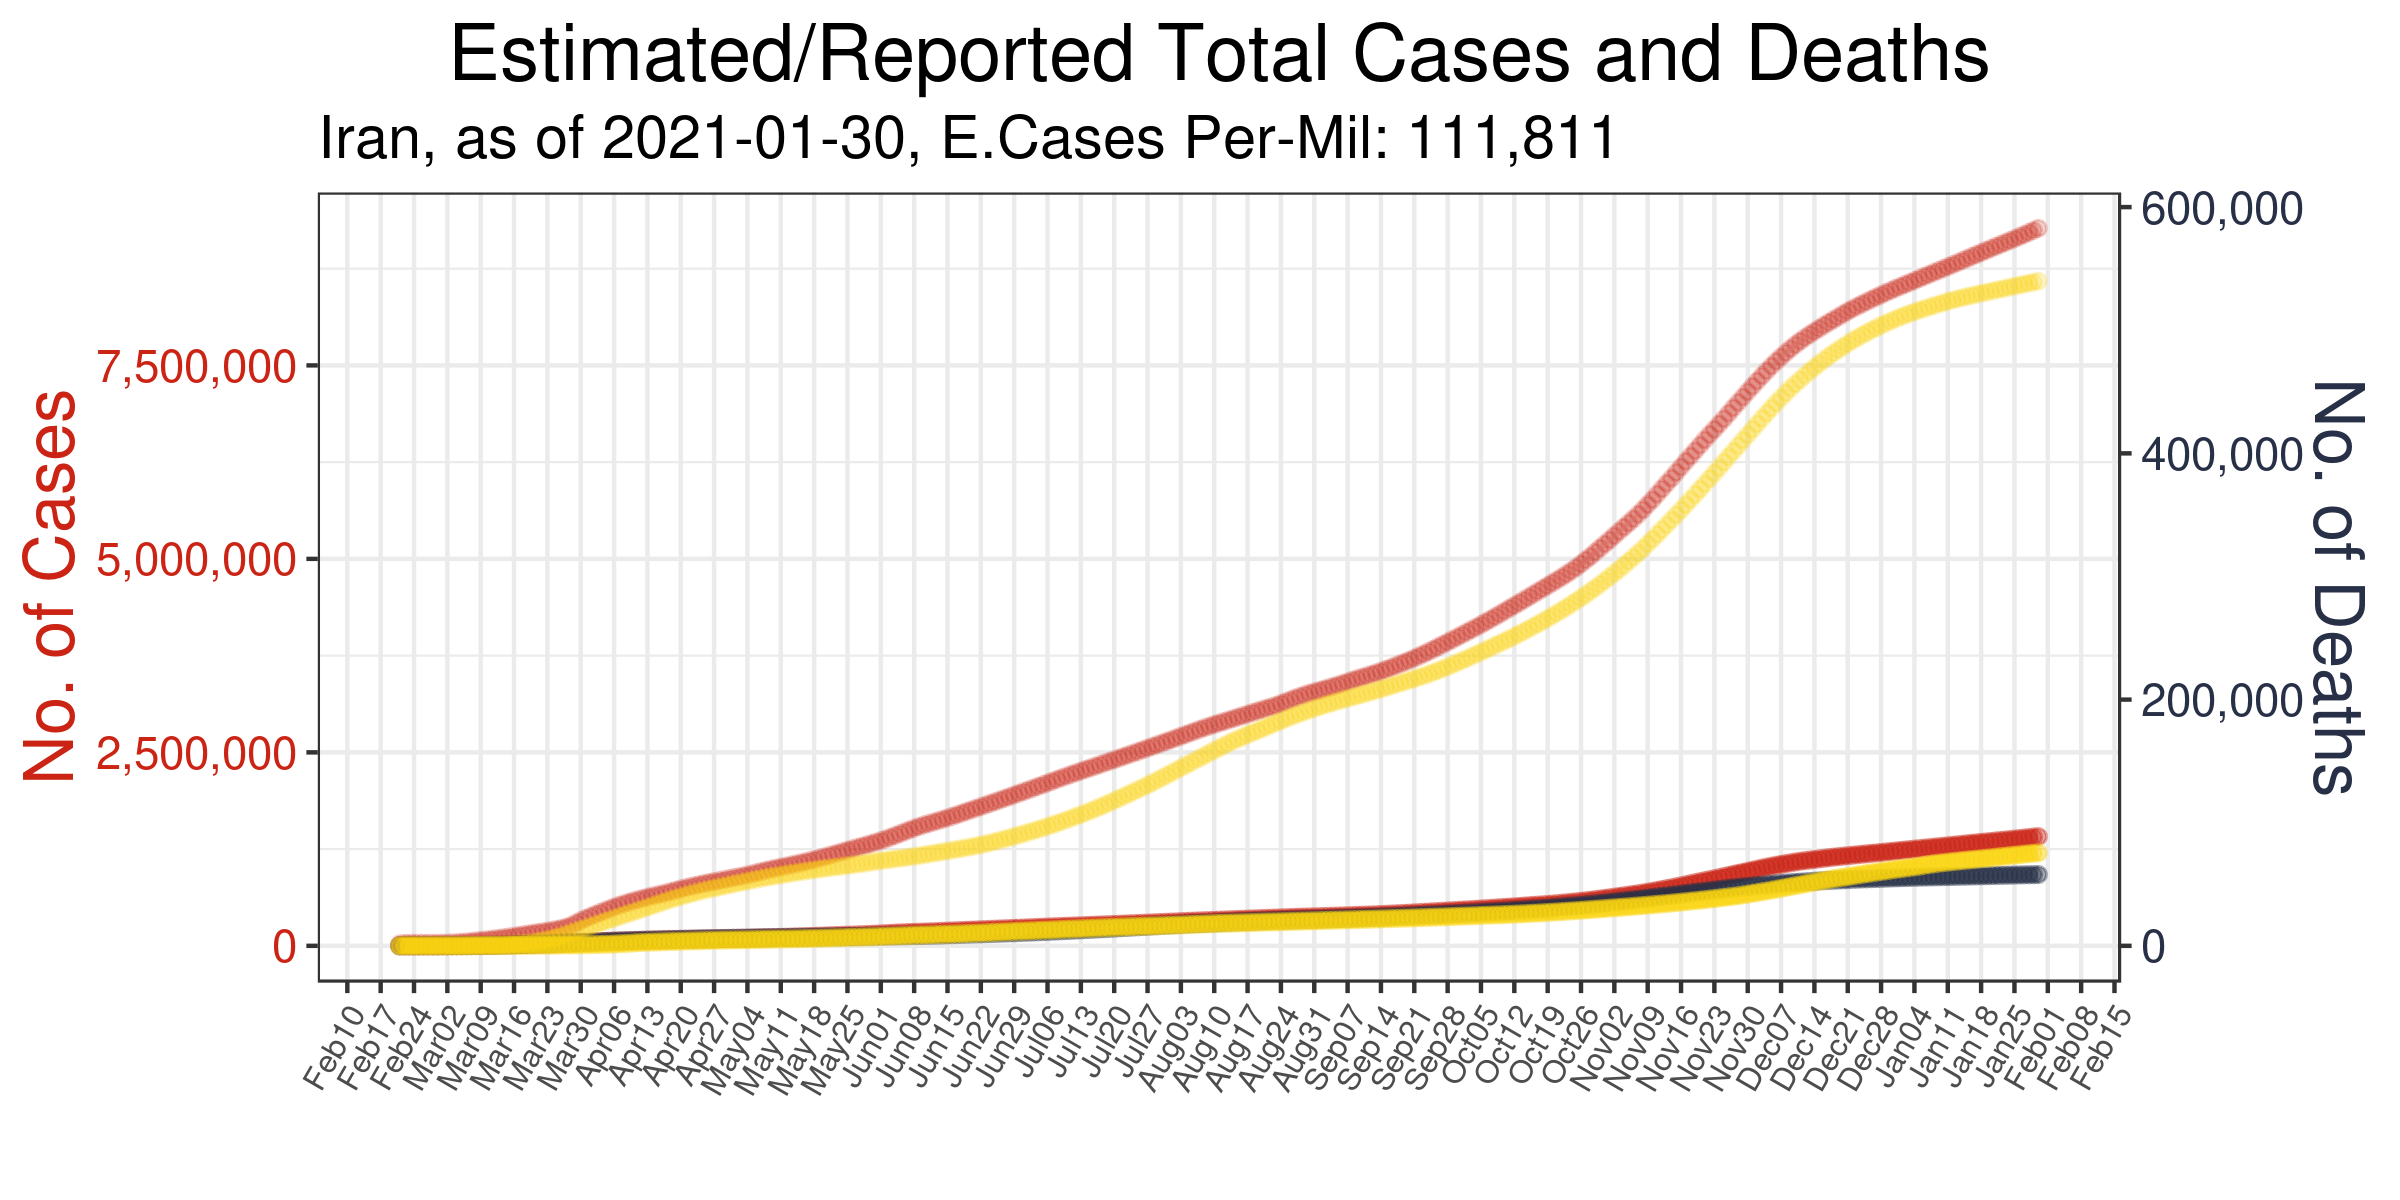 Estimated/Reported Total Cases and Deaths
Iran, as of 2021-01-30, E.Cases Per-Mil: 111,811
No. of Cases
7,500,000
5,000,000
2,500,000
0
600,000
400,000
200,000
0
No. of Deaths
Feb10
Feb17
Feb24
Mar02
Mar09
Mar16
Mar23
Mar30
Apr06
Apr13
Apr20
Apr27
May04
May11
May18
May25
Jun01
Jun08
Jun15
Jun22
Jun29
Jul06
Jul13
Jul20
Jul27
Aug03
Aug10
Aug17
Aug24
Aug31
Sep07
Sep14
Sep21
Sep28
Oct05
Oct12
Oct19
Oct26
Nov02
Nov09
Nov16
Nov23
Nov30
Dec07
Dec14
Dec21
Dec28
Jan04
Jan11
Jan18
Jan25
Feb01
Feb08
Feb15